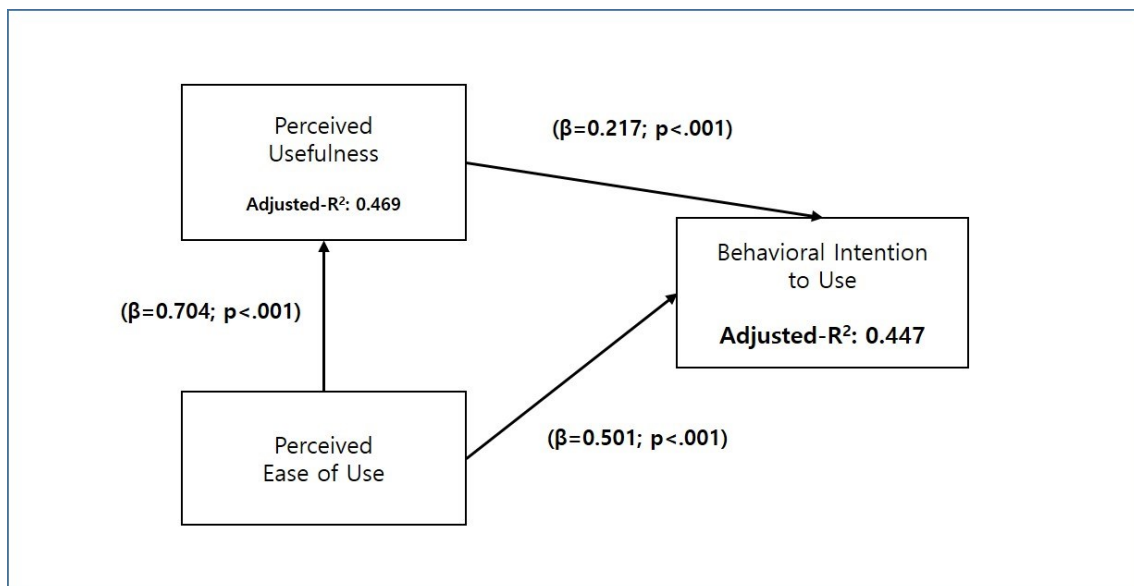 Perceived
Usefulness
Adjusted-R²: 0.469
(β=0.217; p<.001)
Behavioral Intention
to Use
Adjusted-R²: 0.447
(β=0.704; p<.001)
Perceived
Ease of Use
(β=0.501; p<.001)